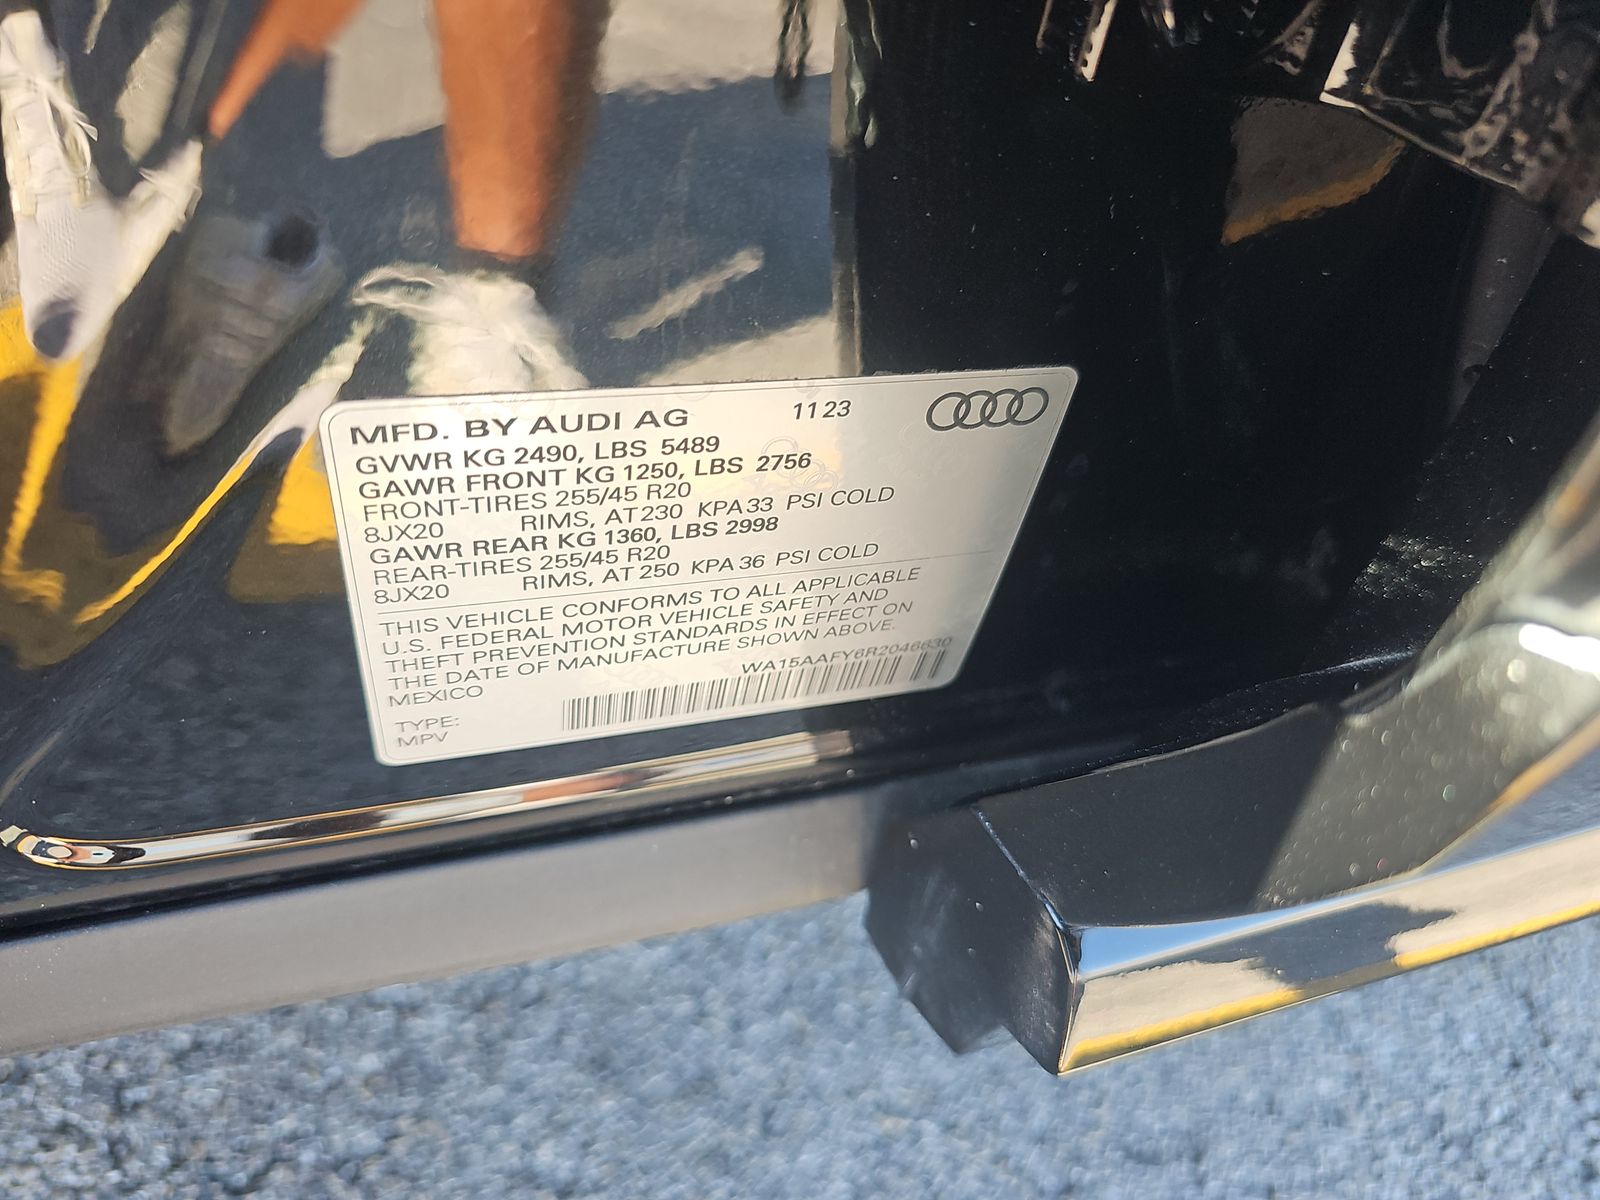 MFD. BY AUDI AG 11 23
GVWR KG 2490, LBS 5489
GAWR FRONT KG 1250, LBS 2756
FRONT-TIRES 255/45 R20
8JX20 RIMS, AT 230 KPA 33 PSI COLD
GAWR REAR KG 1360, LBS 2998
REAR-TIRES 255/45 R20
8JX20 RIMS, AT 250 KPA 36 PSI COLD
THIS VEHICLE CONFORMS TO ALL APPLICABLE
U.S. FEDERAL MOTOR VEHICLE SAFETY AND
THEFT PREVENTION STANDARDS IN EFFECT ON
THE DATE OF MANUFACTURE SHOWN ABOVE.
MEXICO WA15AAFY6R2046630
TYPE:
MPV